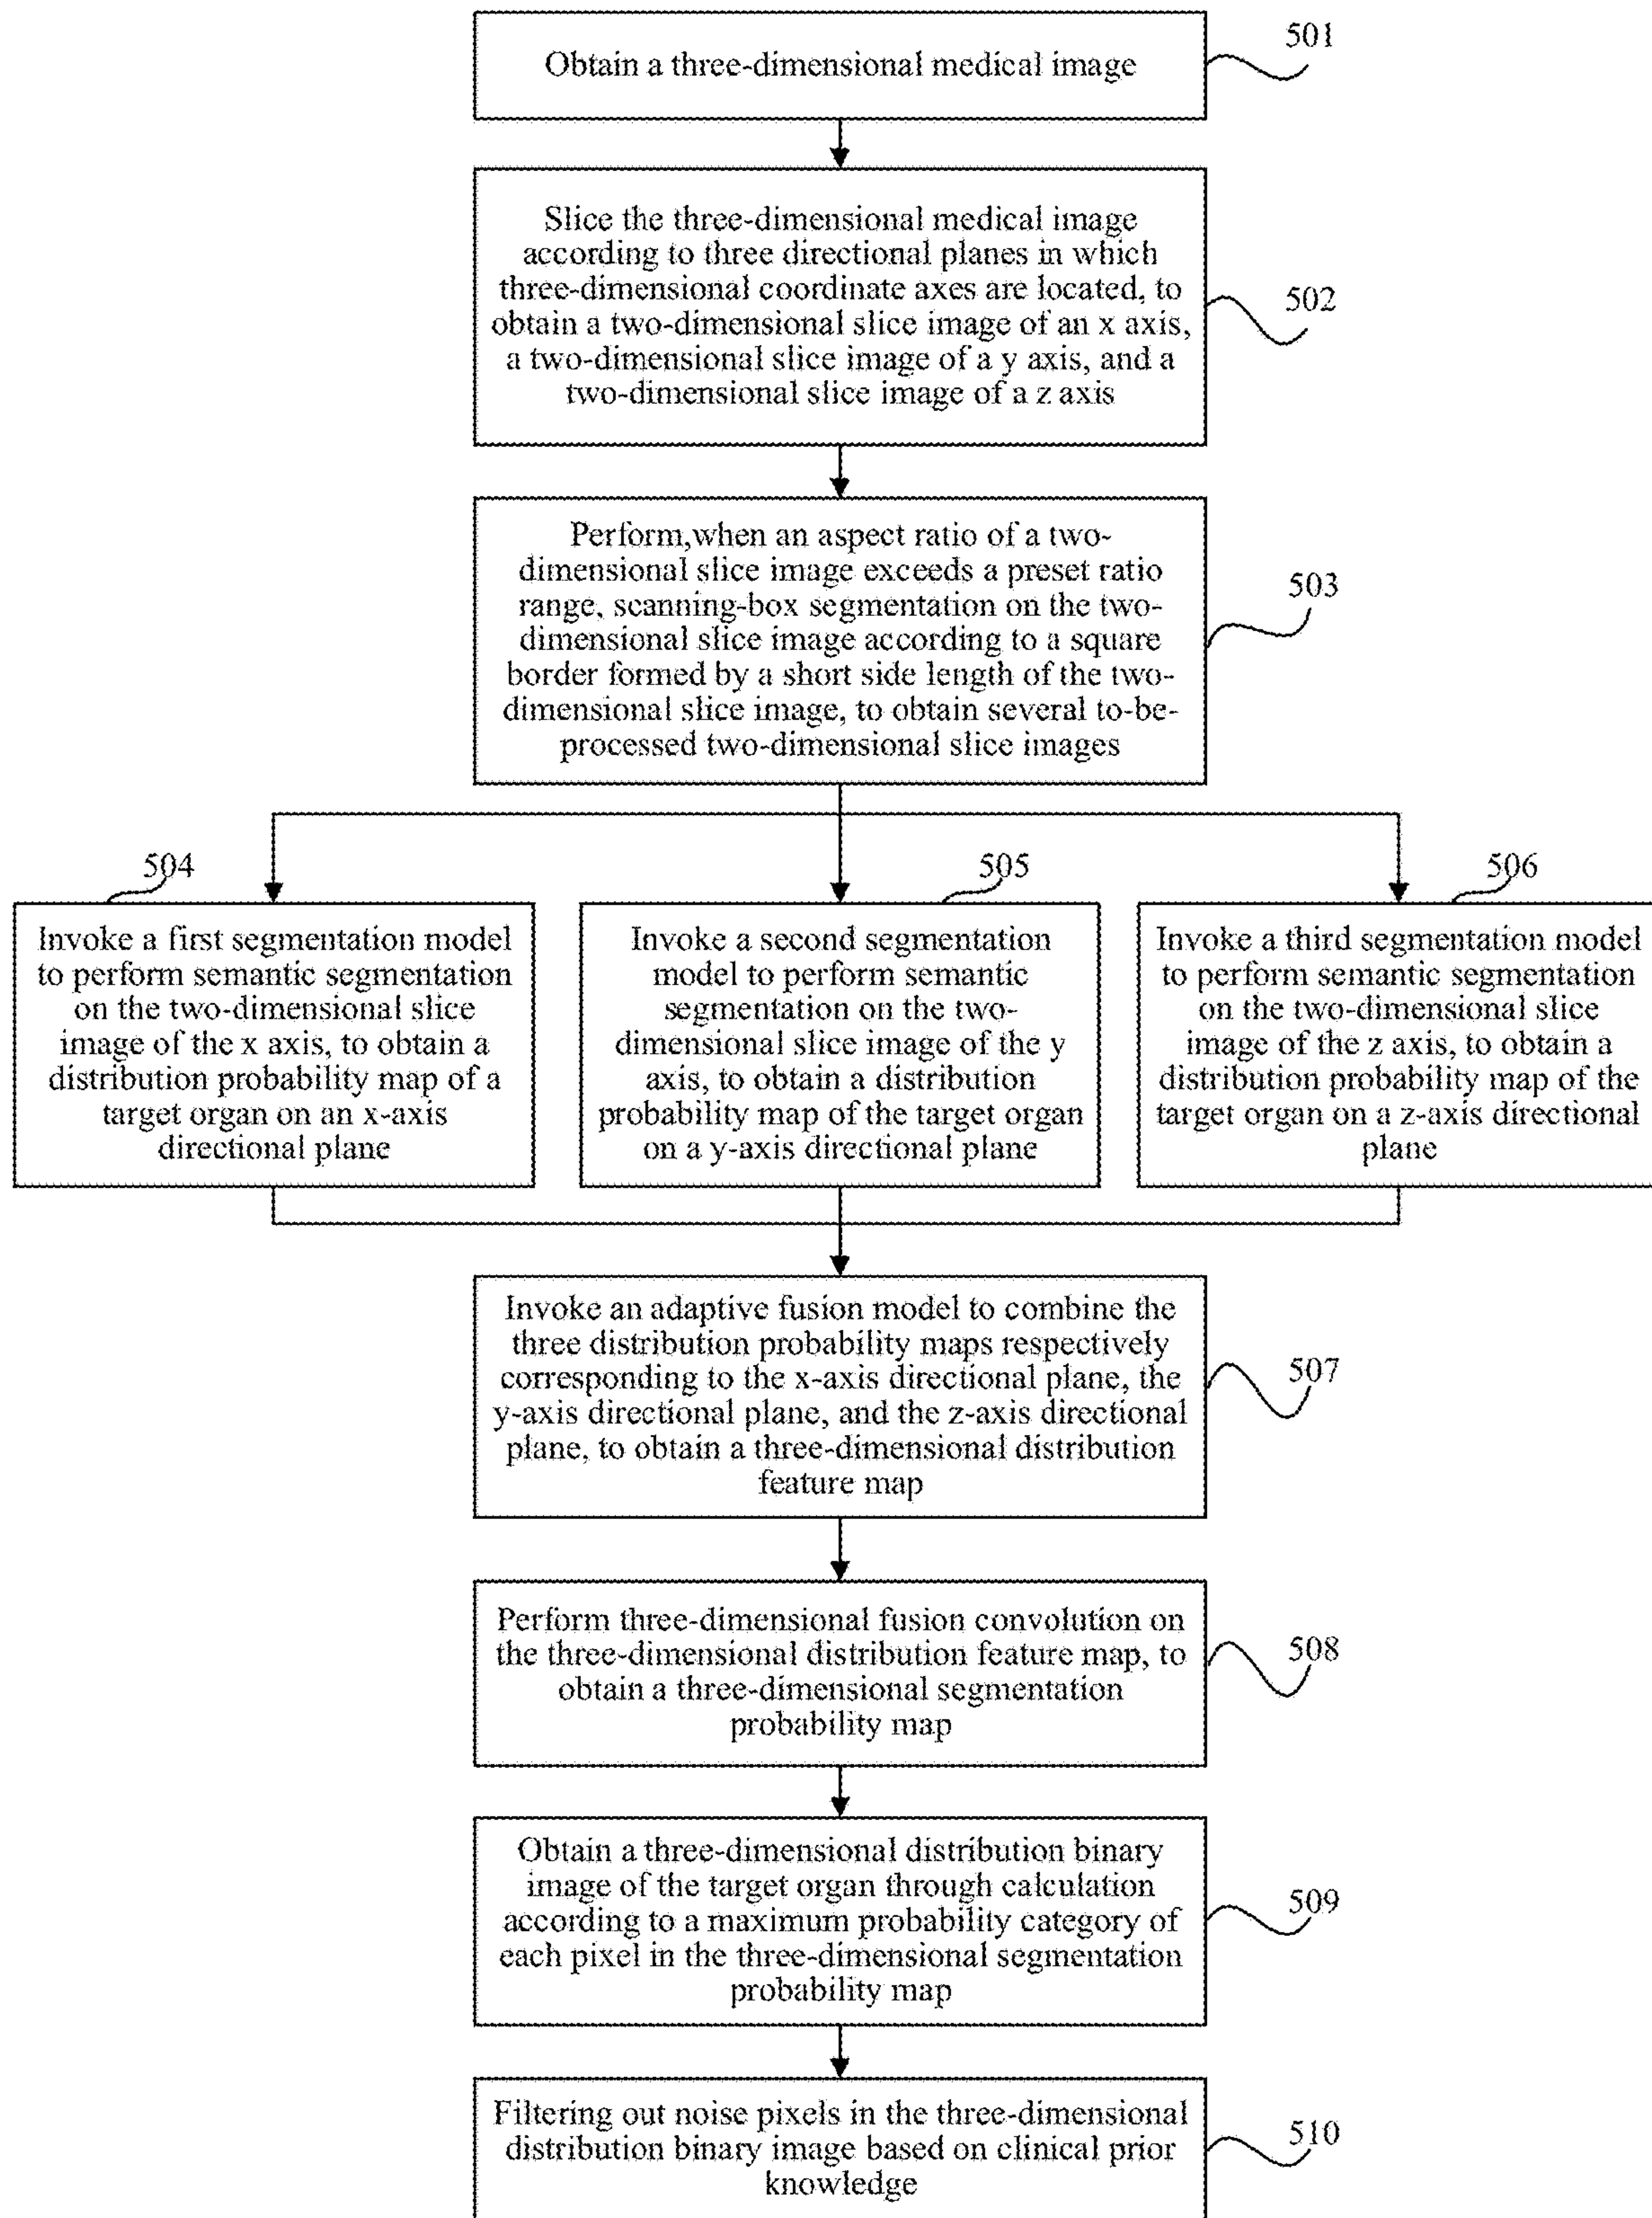 Obtain a three-dimensional medical image
501
Slice the three-dimensional medical image
according to three directional planes in which
three-dimensional coordinate axes are located, to
obtain a two-dimensional slice image of an x axis,
a two-dimensional slice image of a y axis, and a
two-dimensional slice image of a z axis
502
Perform,when an aspect ratio of a two-
dimensional slice image exceeds a preset ratio
range, scanning-box segmentation on the two-
dimensional slice image according to a square
border formed by a short side length of the two-
dimensional slice image, to obtain several to-be-
processed two-dimensional slice images
503
504
Invoke a first segmentation model
to perform semantic segmentation
on the two-dimensional slice
image of the x axis, to obtain a
distribution probability map of a
target organ on an x-axis
directional plane
505
Invoke a second segmentation
model to perform semantic
segmentation on the two-
dimensional slice image of the y
axis, to obtain a distribution
probability map of the target organ
on a y-axis directional plane
506
Invoke a third segmentation model
to perform semantic segmentation
on the two-dimensional slice
image of the z axis, to obtain a
distribution probability map of the
target organ on a z-axis directional
plane
Invoke an adaptive fusion model to combine the
three distribution probability maps respectively
corresponding to the x-axis directional plane, the
y-axis directional plane, and the z-axis directional
plane, to obtain a three-dimensional distribution
feature map
507
Perform three-dimensional fusion convolution on
the three-dimensional distribution feature map, to
obtain a three-dimensional segmentation
probability map
508
Obtain a three-dimensional distribution binary
image of the target organ through calculation
according to a maximum probability category of
each pixel in the three-dimensional segmentation
probability map
509
Filtering out noise pixels in the three-dimensional
distribution binary image based on clinical prior
knowledge
510